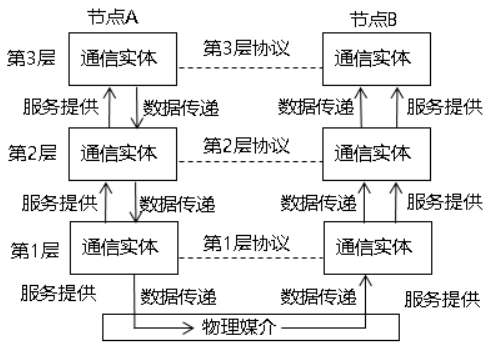 节点A 节点B
第3层 通信实体 第3层协议 通信实体
服务提供 数据传递 数据传递 服务提供
第2层 通信实体 第2层协议 通信实体
服务提供 数据传递 数据传递 服务提供
第1层 通信实体 第1层协议 通信实体
服务提供 数据传递 数据传递 服务提供
物理媒介